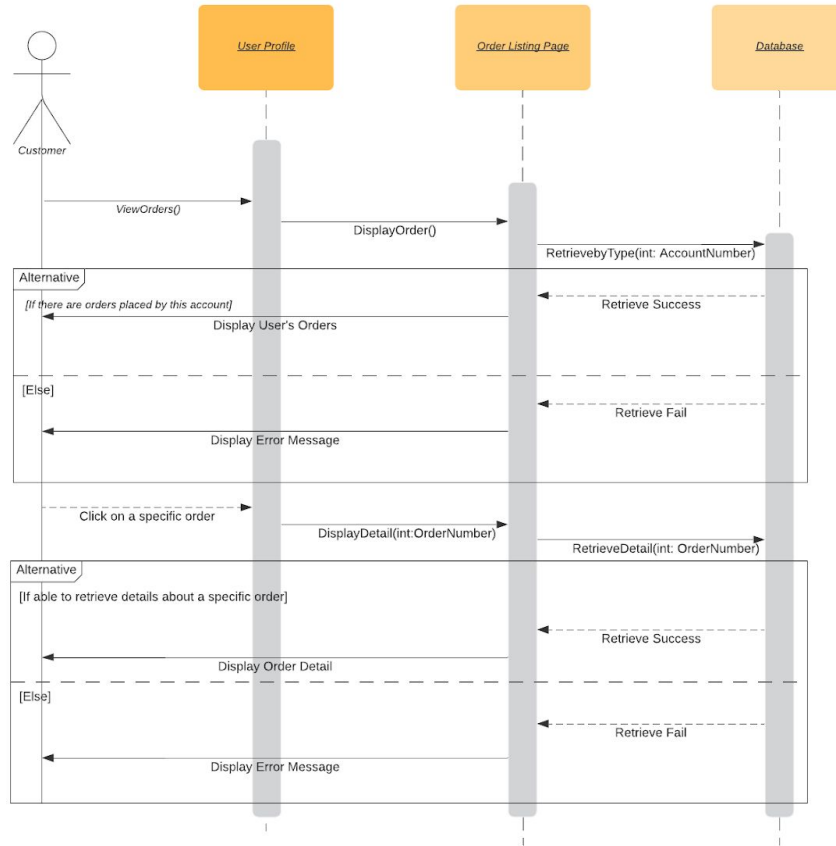 User Profile
Order Listing Page
Database
Customer
ViewOrders()
DisplayOrder()
RetrievebyType(int: AccountNumber)
Alternative
[If there are orders placed by this account]
Retrieve Success
Display User's Orders
[Else]
Retrieve Fail
Display Error Message
Click on a specific order
DisplayDetail(int:OrderNumber)
RetrieveDetail(int: OrderNumber)
Alternative
[If able to retrieve details about a specific order]
Retrieve Success
Display Order Detail
[Else]
Retrieve Fail
Display Error Message